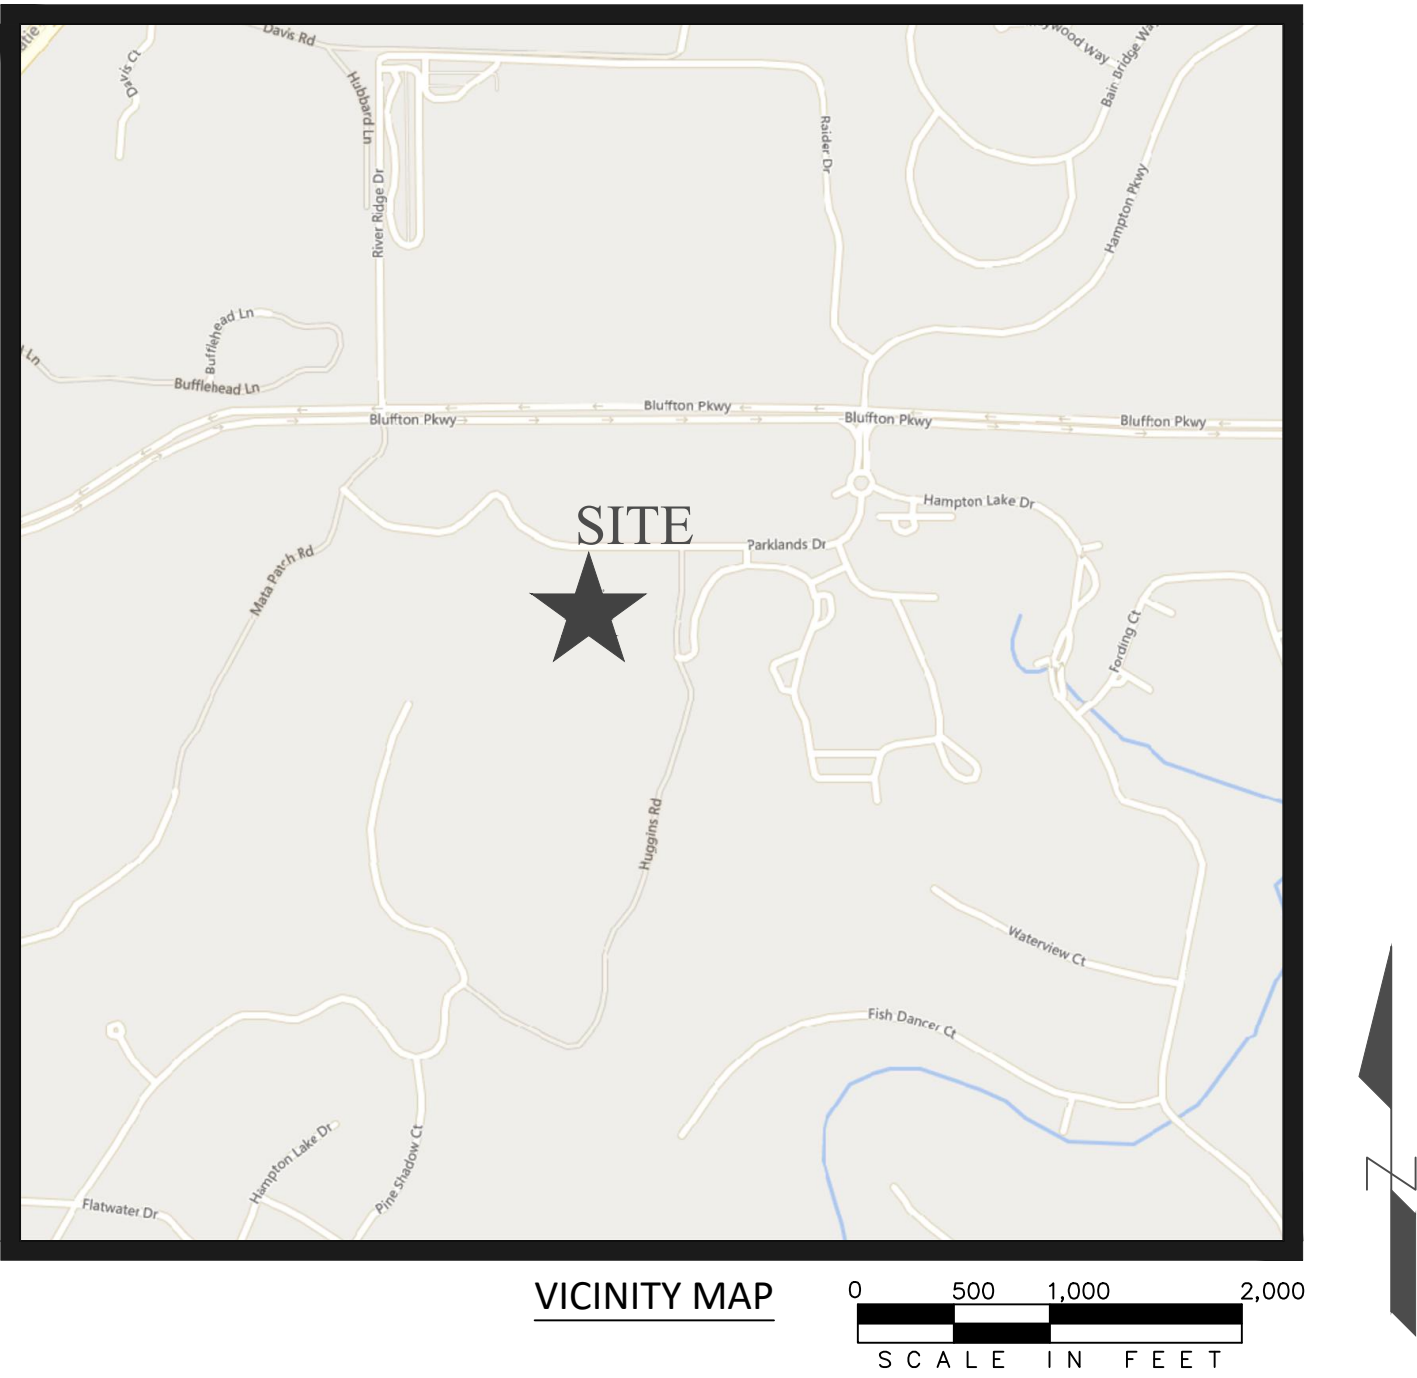 Davis Rd
Davis Ct
Hubbard Ln
Bain Bridge Way
Raider Dr
River Ridge Dr
Hampton Pkwy
Bufflehead Ln
Ln
Bufflehead Ln
Bluffton Pkwy
Bluffton Pkwy
Bluffton Pkwy
Bluffton Pkwy
Hampton Lake Dr
SITE
Parklands Dr
Mata Patch Rd
Fording Ct
Huggins Rd
Waterview Ct
Fish Dancer Ct
Hampton Lake Dr
Pine Shadow Ct
Flatwater Dr
N
VICINITY MAP
0 500 1,000 2,000
SCALE IN FEET